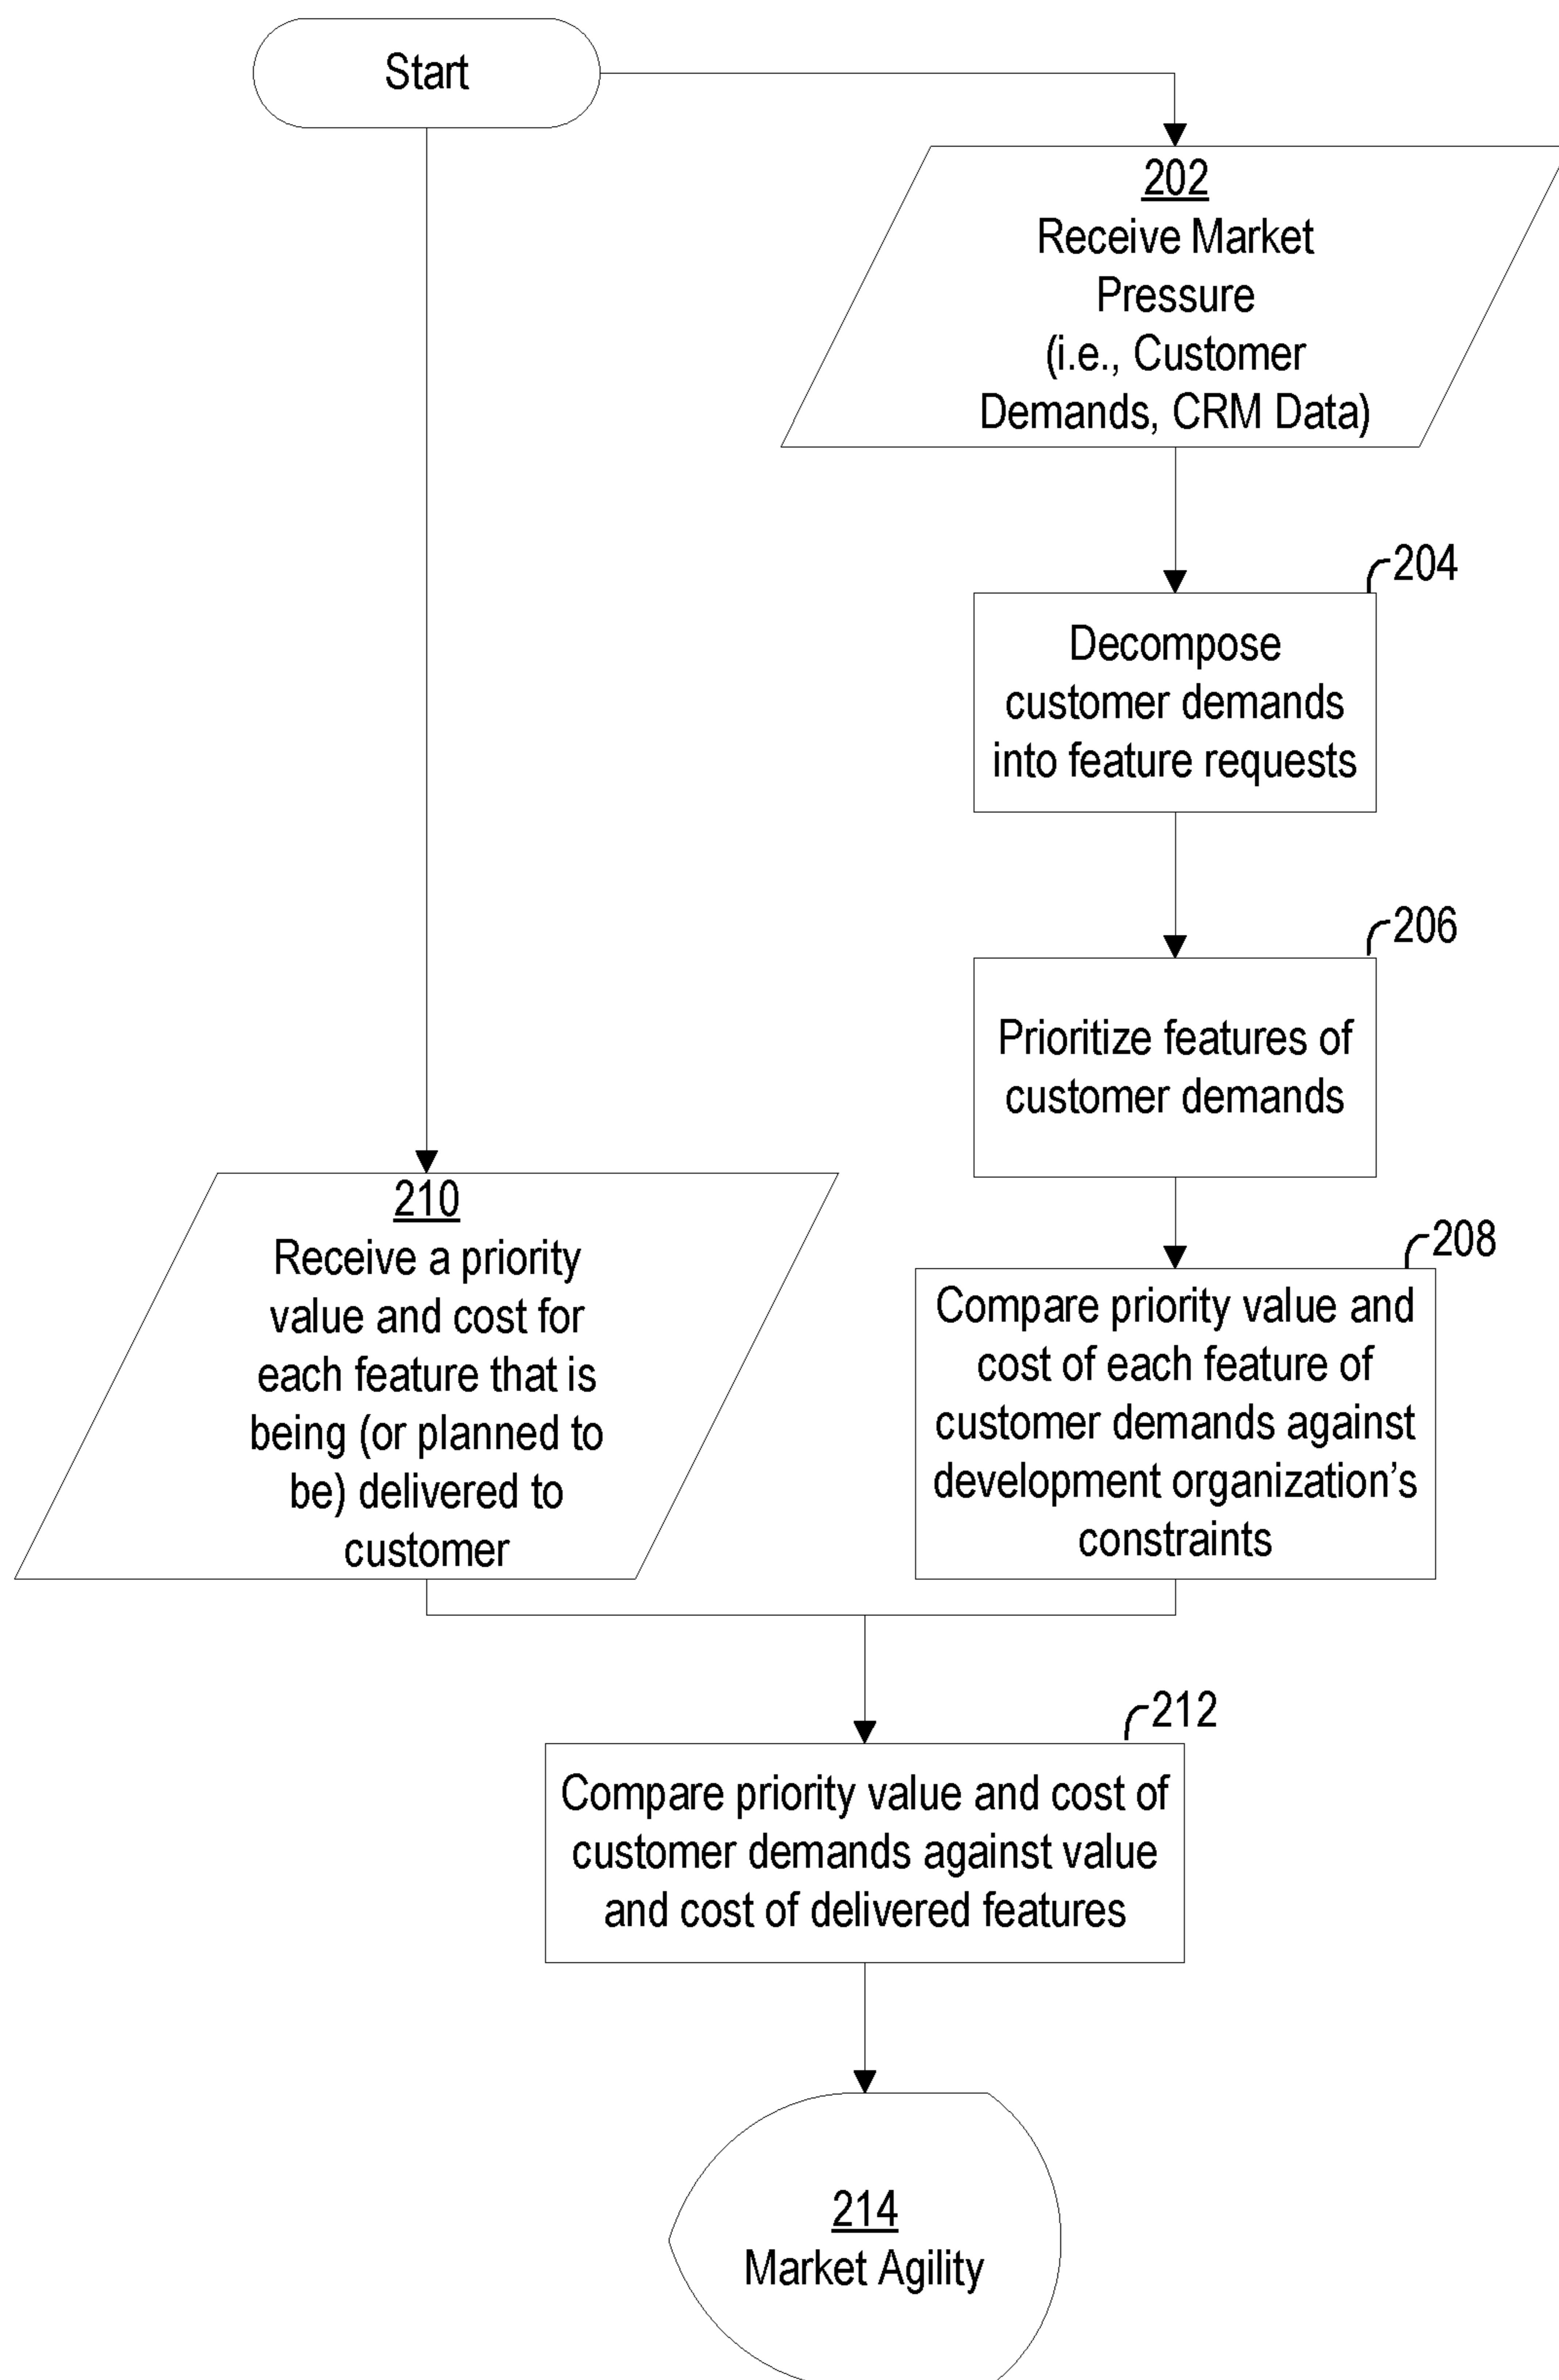 Start
202
Receive Market
Pressure
(i.e., Customer
Demands, CRM Data)
204
Decompose
customer demands
into feature requests
206
Prioritize features of
customer demands
208
Compare priority value and
cost of each feature of
customer demands against
development organization’s
constraints
210
Receive a priority
value and cost for
each feature that is
being (or planned to
be) delivered to
customer
212
Compare priority value and cost of
customer demands against value
and cost of delivered features
214
Market Agility